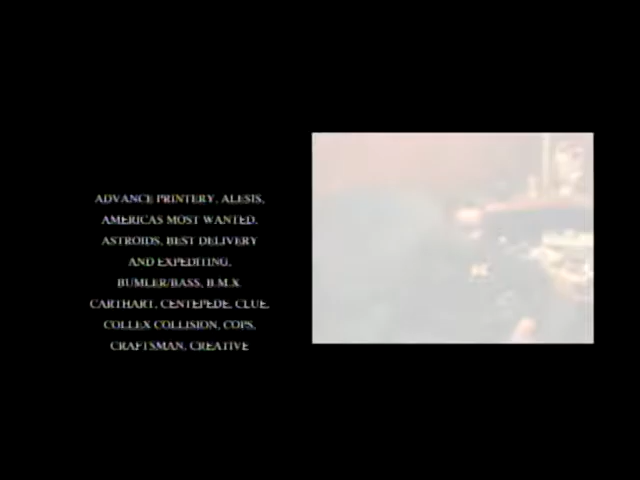 ADVANCE PRINTERY, ALESIS,
AMERICAS MOST WANTED,
ASTROIDS, BEST DELIVERY
AND EXPEDITING,
BUMLER/BASS, B.M.X.
CARTHART, CENTEPEDE, CLUE,
COLLEX COLLISION, COPS,
CRAFTSMAN, CREATIVE